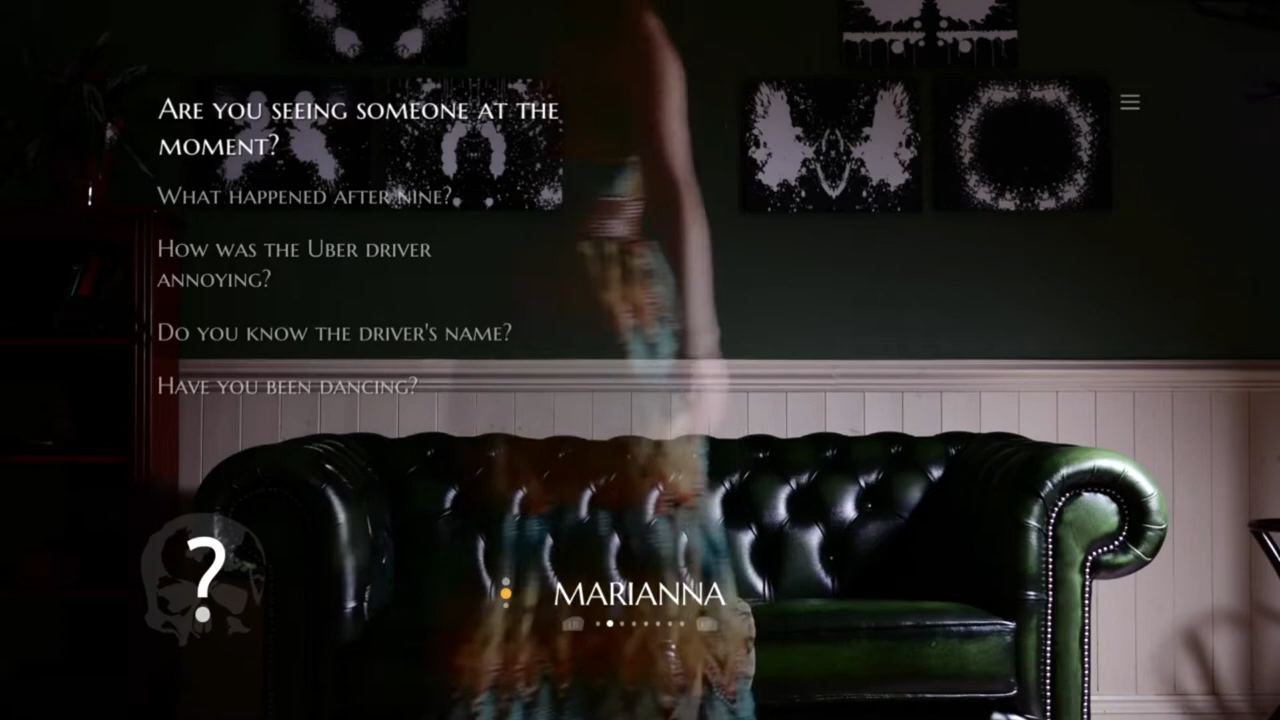 Are you seeing someone at the
moment?
What happened after nine?
How was the Uber driver
annoying?
Do you know the driver's name?
Have you been dancing?
?
MARIANNA